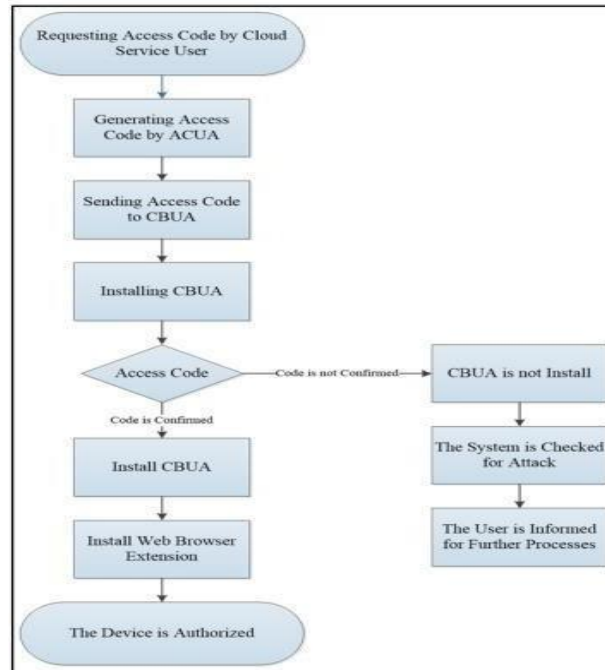 Requesting Access Code by Cloud
Service User
Generating Access
Code by ACUA
Sending Access Code
to CBUA
Installing CBUA
Access Code
Code is not Confirmed
CBUA is not Install
Code is Confirmed
The System is Checked
for Attack
Install CBUA
The User is Informed
for Further Processes
Install Web Browser
Extension
The Device is Authorized